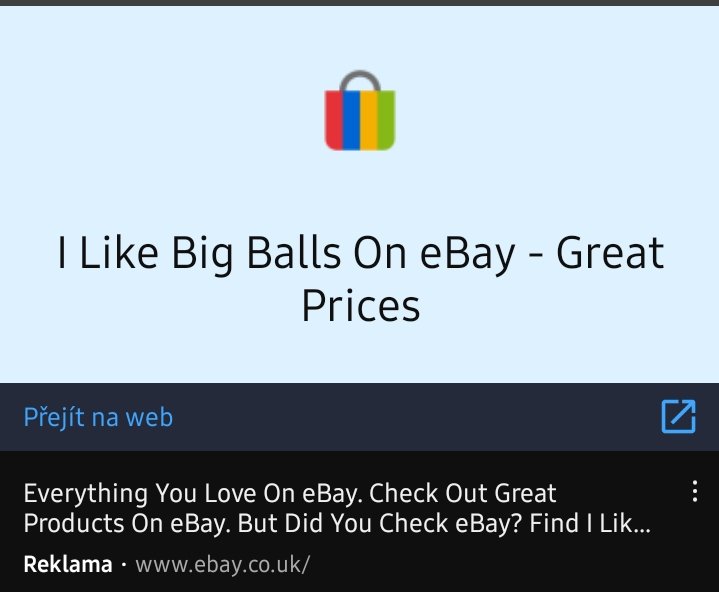 I Like Big Balls On eBay - Great
Prices
Přejít na web
Everything You Love On eBay. Check Out Great
Products On eBay. But Did You Check eBay? Find I Lik...
Reklama · www.ebay.co.uk/